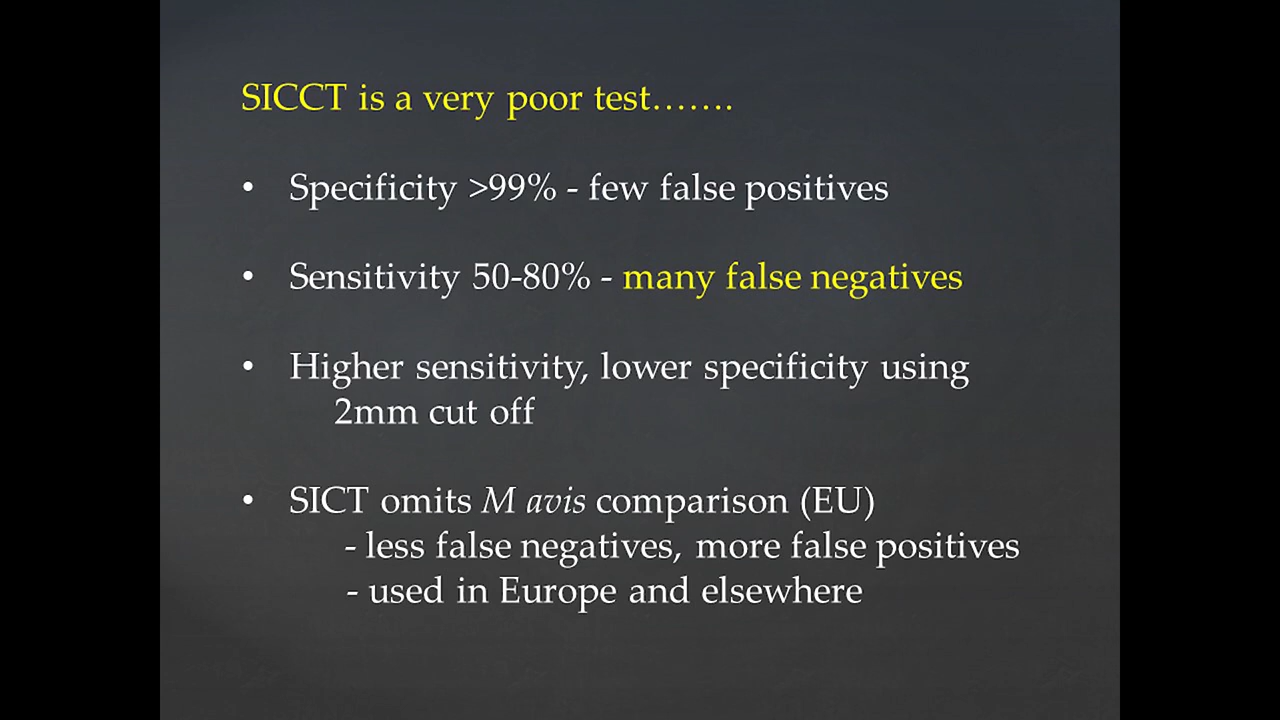 SICCT is a very poor test…….
• Specificity >99% - few false positives
• Sensitivity 50-80% - many false negatives
• Higher sensitivity, lower specificity using
2mm cut off
• SICT omits M avis comparison (EU)
- less false negatives, more false positives
- used in Europe and elsewhere